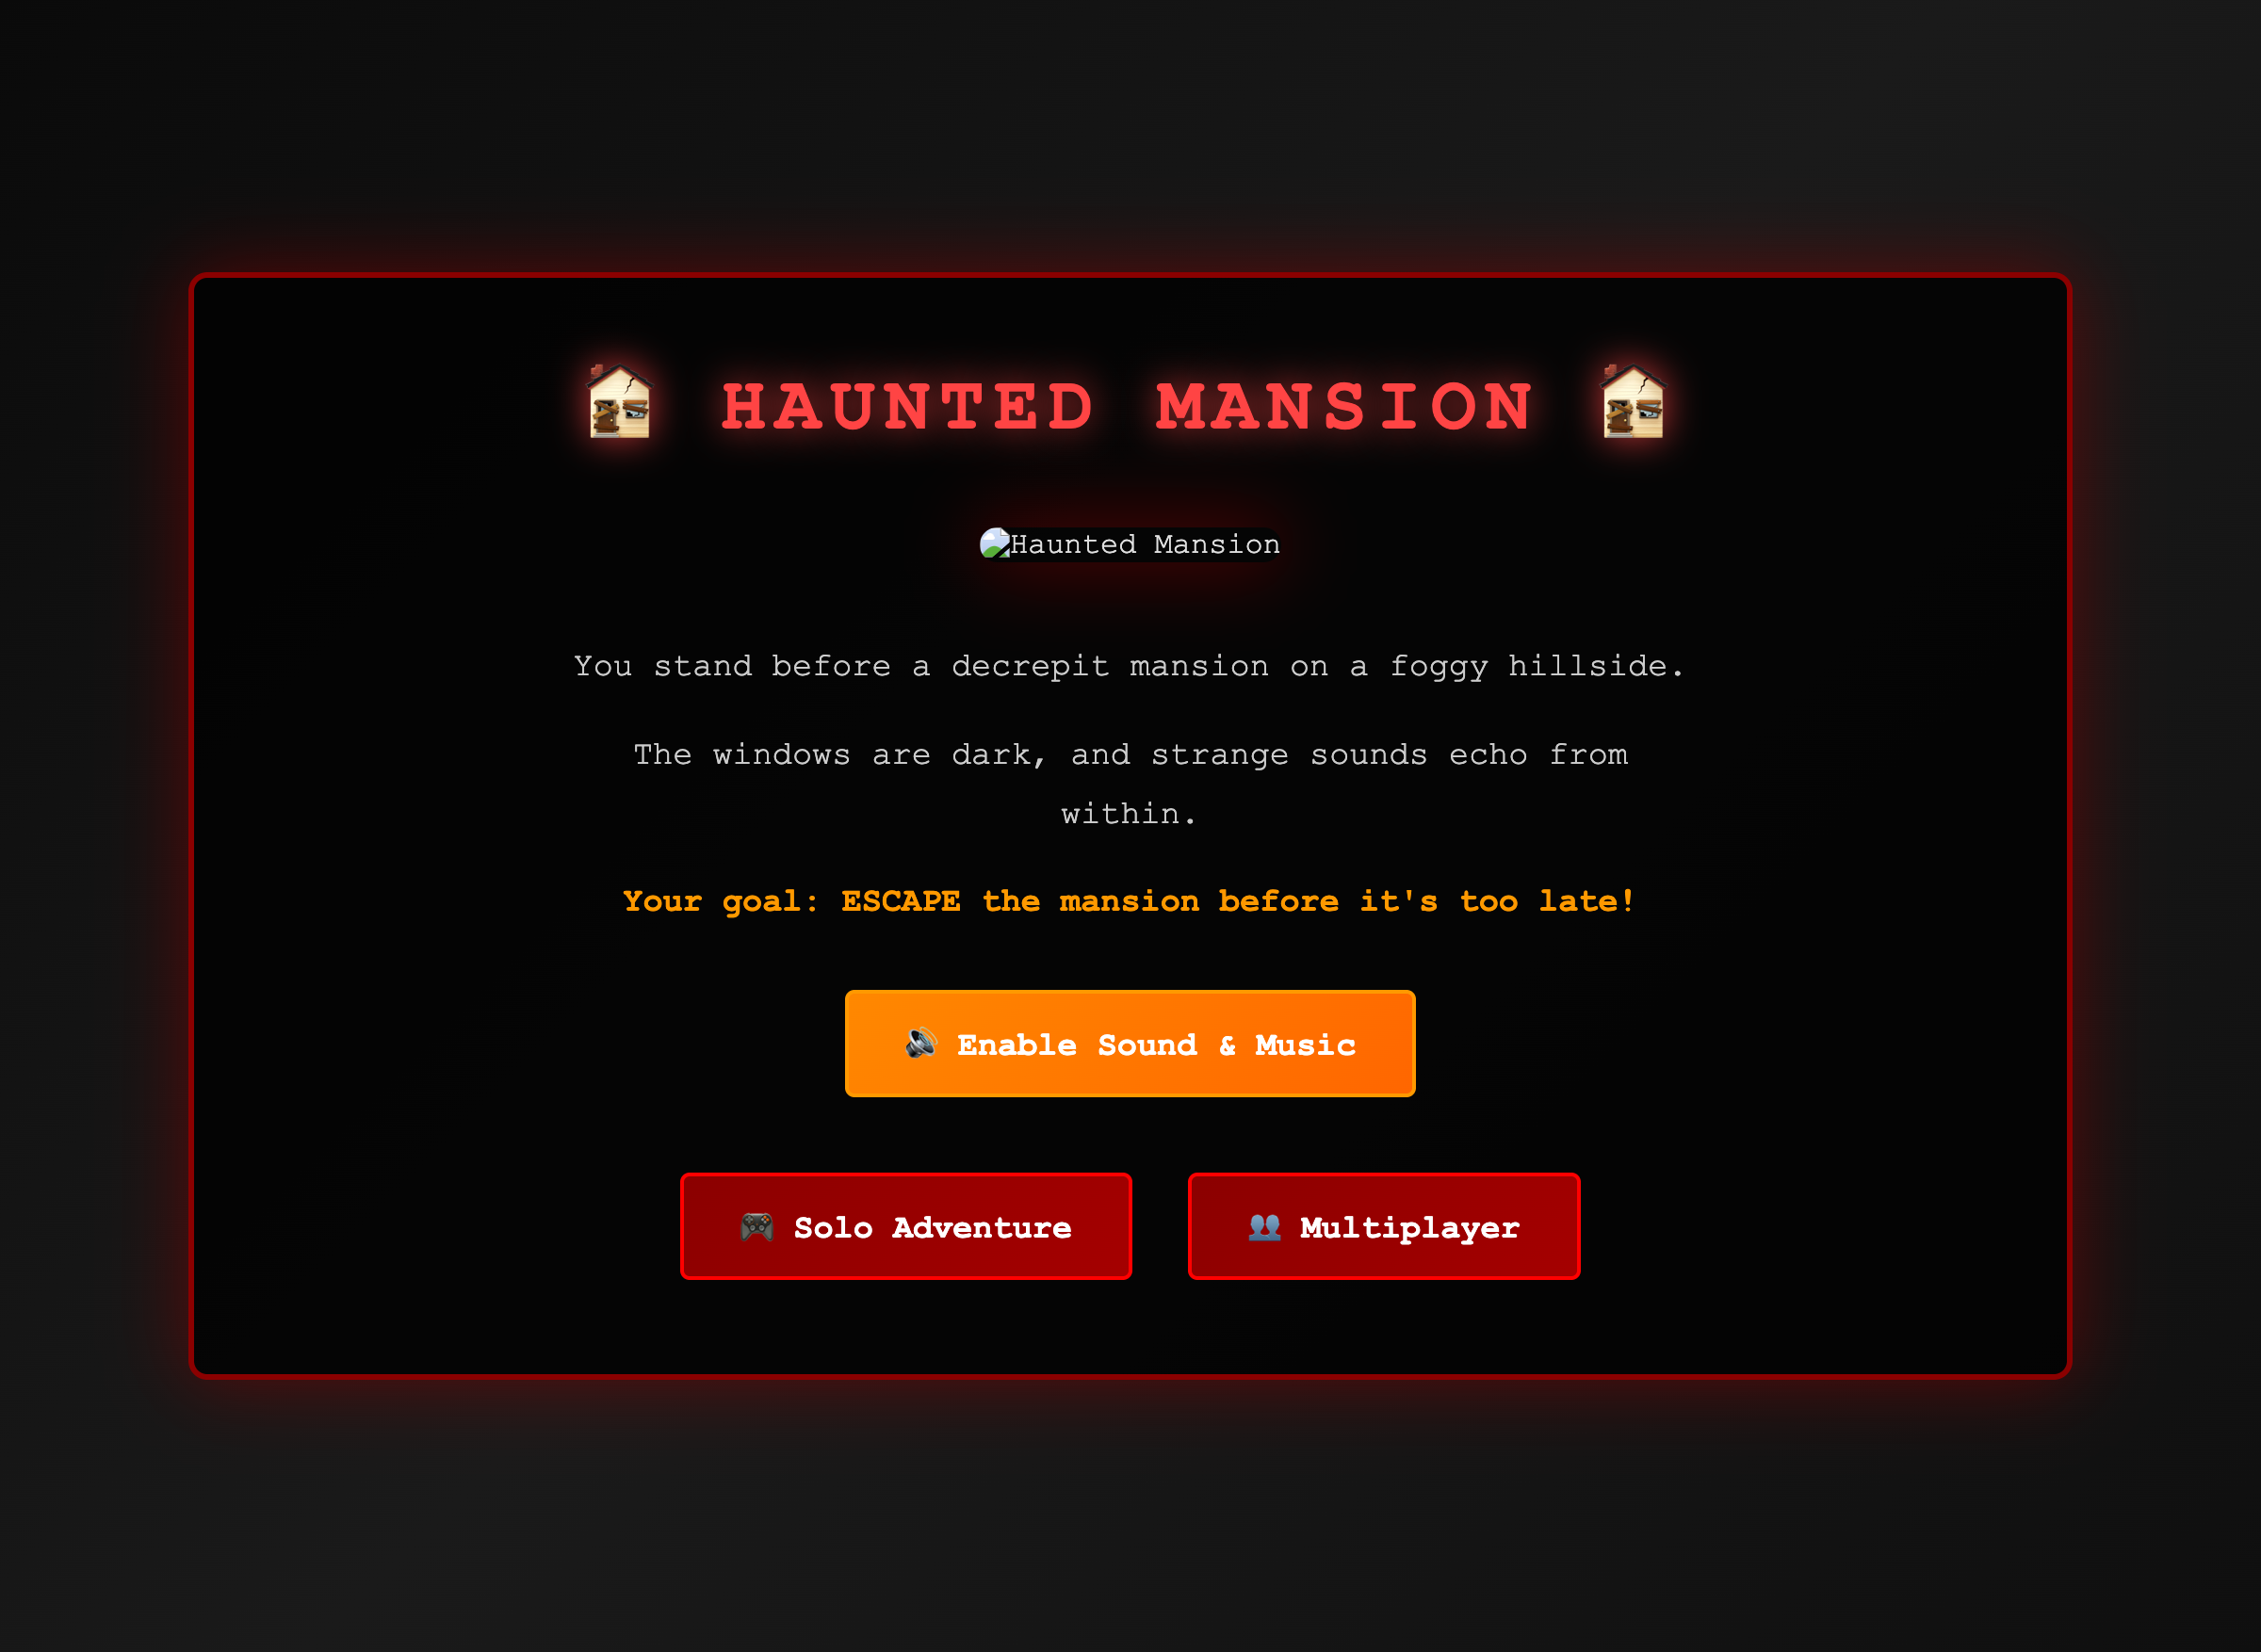 HAUNTED MANSION
Haunted Mansion
You stand before a decrepit mansion on a foggy hillside.
The windows are dark, and strange sounds echo from
within.
Your goal: ESCAPE the mansion before it's too late!
Enable Sound & Music
Solo Adventure
Multiplayer